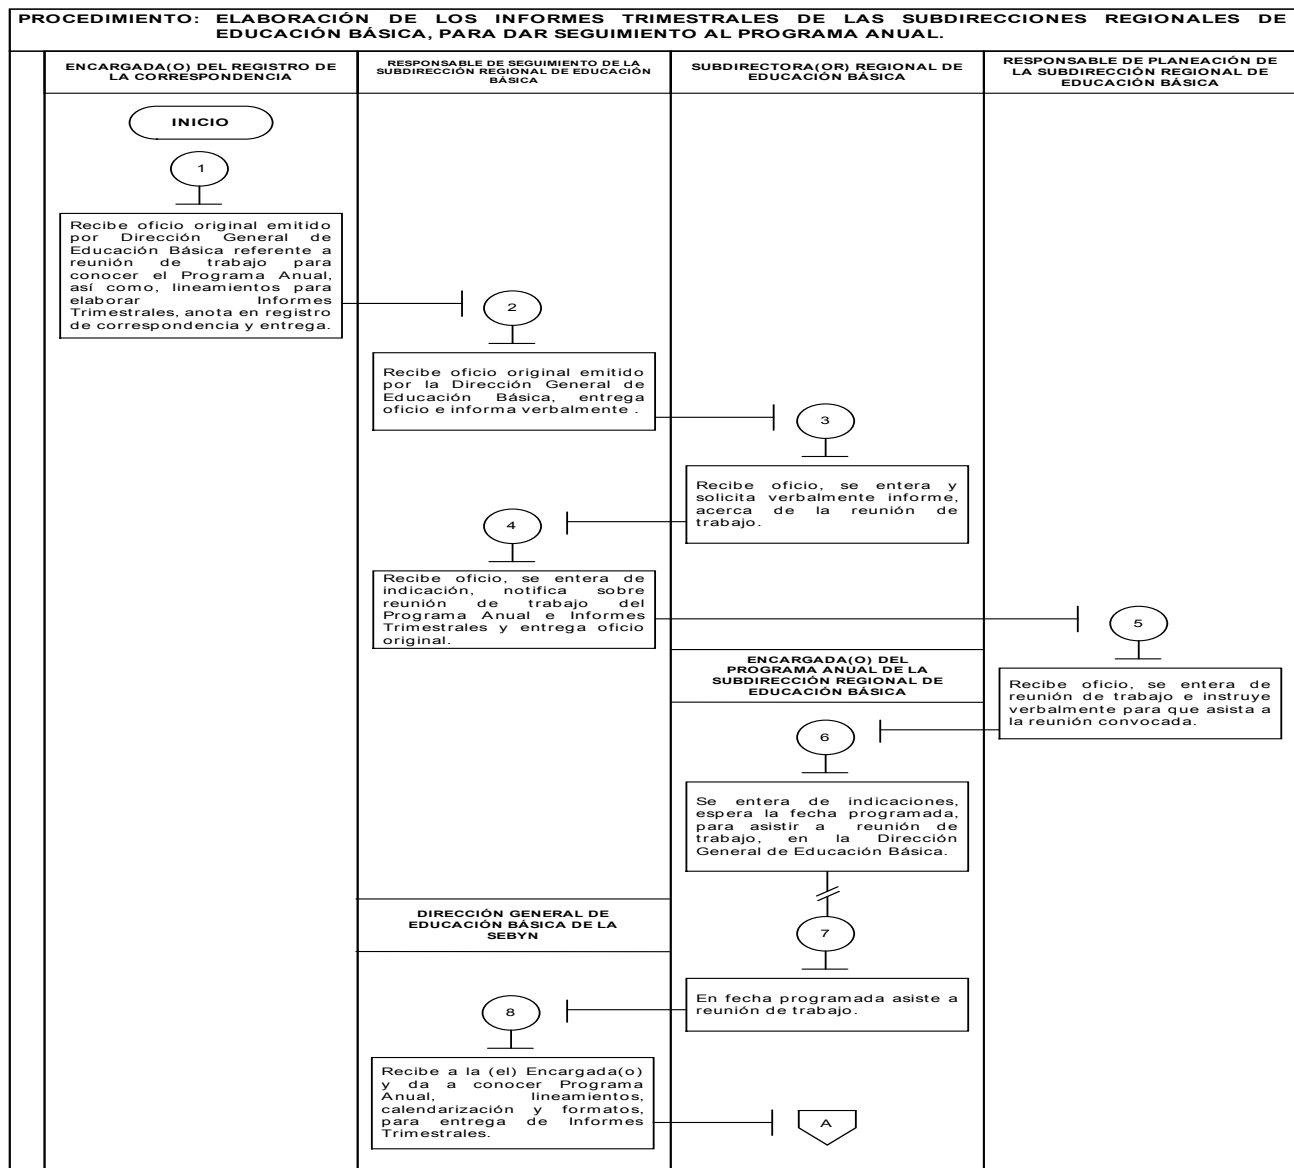 PROCEDIMIENTO: ELABORACIÓN DE LOS INFORMES TRIMESTRALES DE LAS SUBDIRECCIONES REGIONALES DE
EDUCACIÓN BÁSICA, PARA DAR SEGUIMIENTO AL PROGRAMA ANUAL.
ENCARGADA(O) DEL REGISTRO DE
LA CORRESPONDENCIA
RESPONSABLE DE SEGUIMIENTO DE LA
SUBDIRECCIÓN REGIONAL DE EDUCACIÓN
BÁSICA
SUBDIRECTORA(OR) REGIONAL DE
EDUCACIÓN BÁSICA
RESPONSABLE DE PLANEACIÓN DE
LA SUBDIRECCIÓN REGIONAL DE
EDUCACIÓN BÁSICA
INICIO
1
Recibe oficio original emitido
por Dirección General de
Educación Básica referente a
reunión de trabajo para
conocer el Programa Anual,
así como, lineamientos para
elaborar Informes
Trimestrales, anota en registro
de correspondencia y entrega.
2
Recibe oficio original emitido
por la Dirección General de
Educación Básica, entrega
oficio e informa verbalmente .
3
Recibe oficio, se entera y
solicita verbalmente informe,
acerca de la reunión de
trabajo.
4
Recibe oficio, se entera de
indicación, notifica sobre
reunión de trabajo del
Programa Anual e Informes
Trimestrales y entrega oficio
original.
5
Recibe oficio, se entera de
reunión de trabajo e instruye
verbalmente para que asista a
la reunión convocada.
ENCARGADA(O) DEL
PROGRAMA ANUAL DE LA
SUBDIRECCIÓN REGIONAL DE
EDUCACIÓN BÁSICA
6
Se entera de indicaciones,
espera la fecha programada,
para asistir a reunión de
trabajo, en la Dirección
General de Educación Básica.
7
En fecha programada asiste a
reunión de trabajo.
DIRECCIÓN GENERAL DE
EDUCACIÓN BÁSICA DE LA
SEBYN
8
Recibe a la (el) Encargada(o)
y da a conocer Programa
Anual, lineamientos,
calendarización y formatos,
para entrega de Informes
Trimestrales.
A